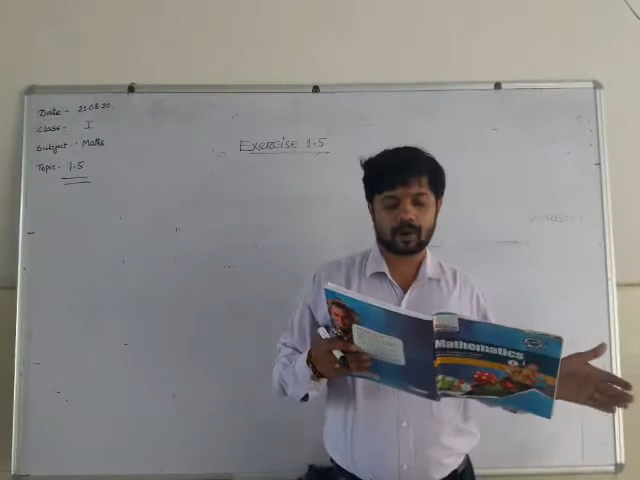 Date - 21.08.20.
Class: I
Subject: Maths
Topic - 1.5
Exercise 1.5
Mathematics